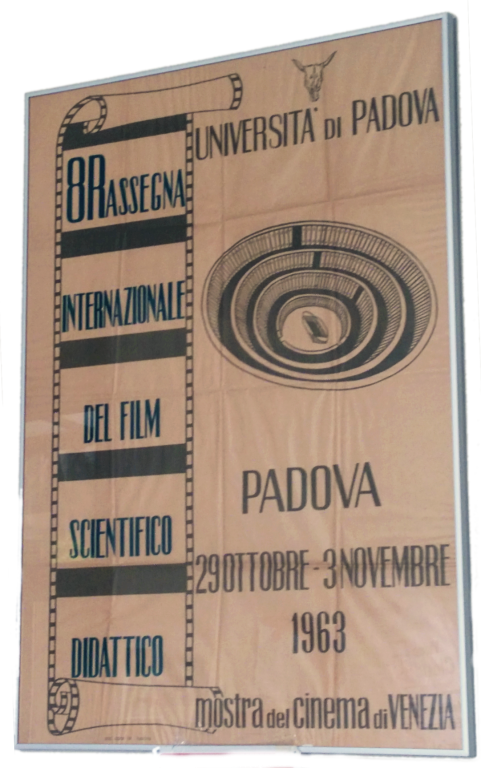 UNIVERSITA' DI PADOVA
8 RASSEGNA
INTERNAZIONALE
DEL FILM
SCIENTIFICO
DIDATTICO
PADOVA
29 OTTOBRE - 3 NOVEMBRE
1963
mostra del cinema di VENEZIA